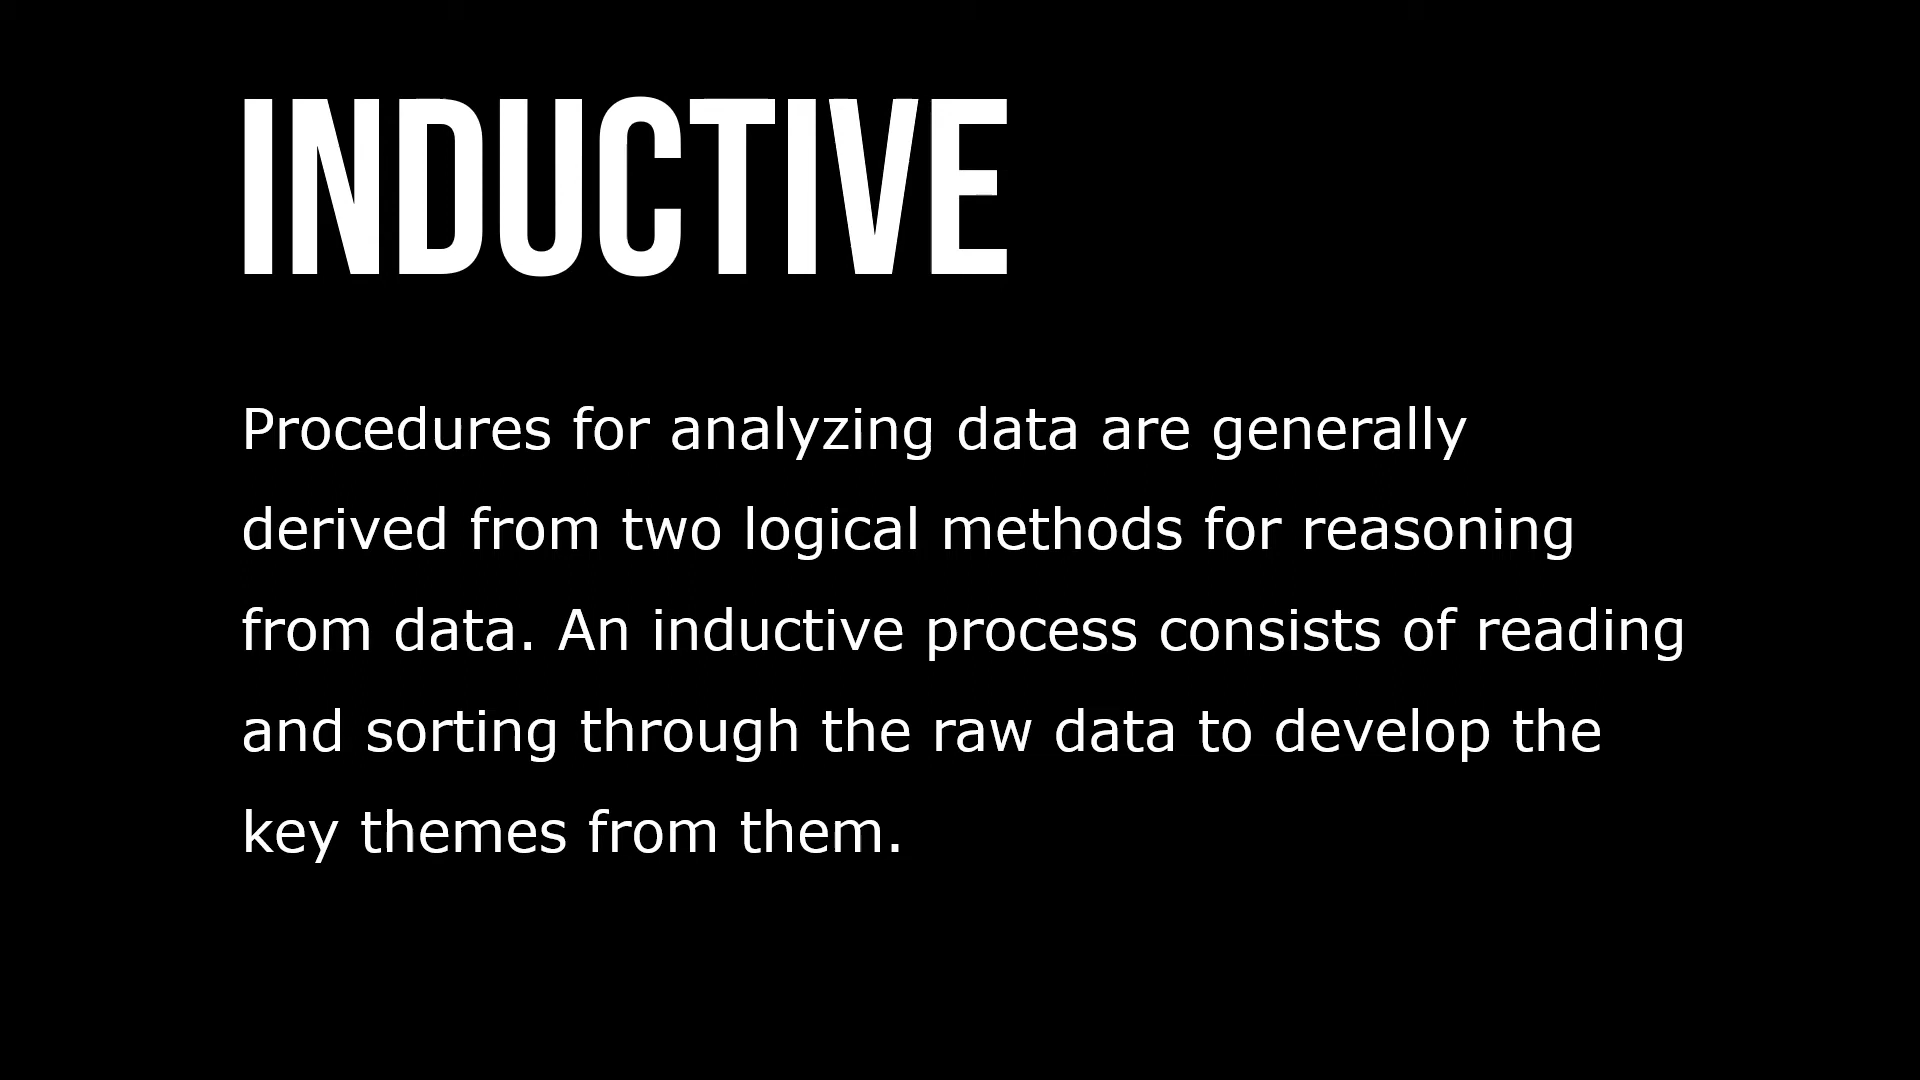 INDUCTIVE
Procedures for analyzing data are generally
derived from two logical methods for reasoning
from data. An inductive process consists of reading
and sorting through the raw data to develop the
key themes from them.